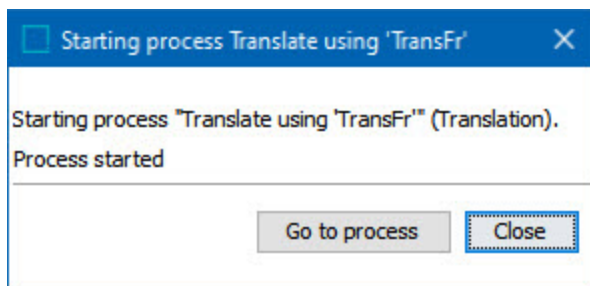 Starting process Translate using 'TransFr'
Starting process "Translate using 'TransFr'" (Translation).
Process started
Go to process
Close